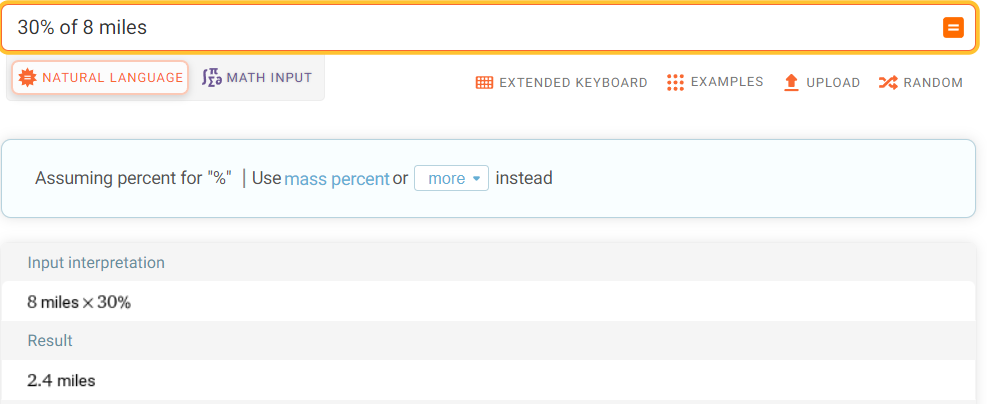 30% of 8 miles
NATURAL LANGUAGE MATH INPUT EXTENDED KEYBOARD EXAMPLES UPLOAD RANDOM
Assuming percent for "%" | Use mass percent or more instead
Input interpretation
8 miles × 30%
Result
2.4 miles